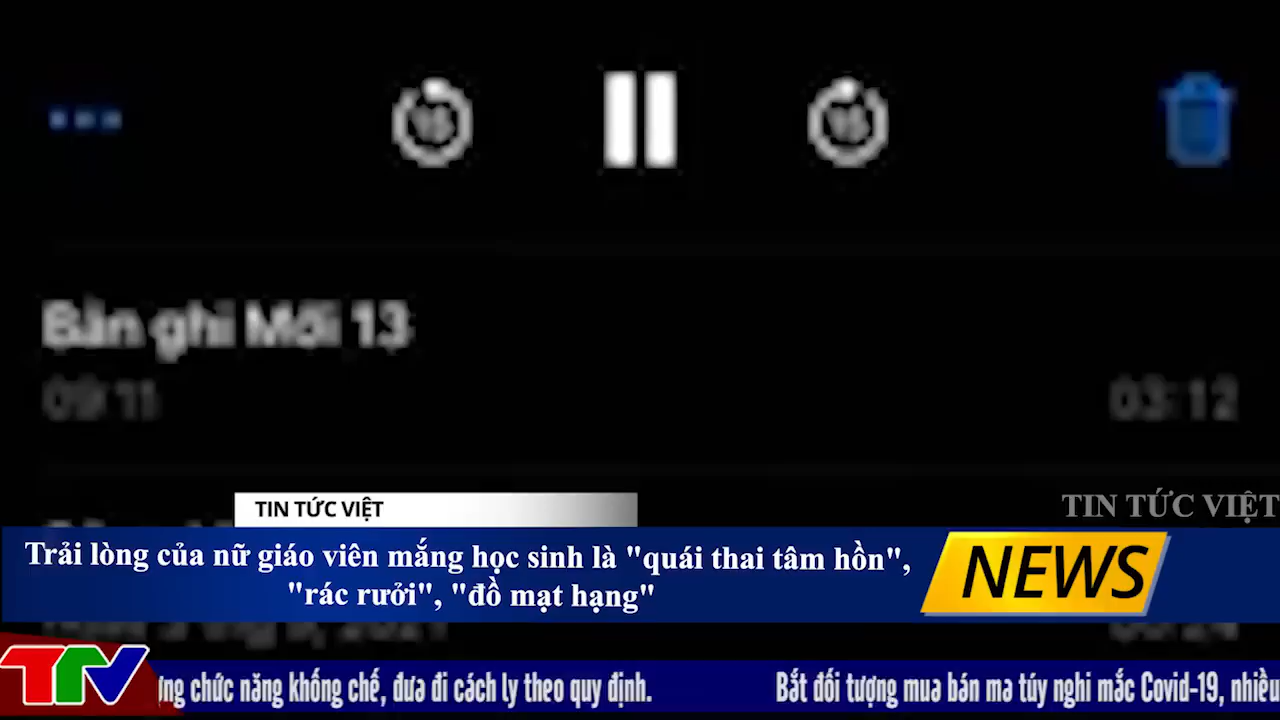 15
15
Bản ghi Mới 13
09:11
03:12
TIN TỨC VIỆT
TIN TỨC VIỆT
Trải lòng của nữ giáo viên mắng học sinh là "quái thai tâm hồn",
"rác rưởi", "đồ mạt hạng"
NEWS
TTV
chức năng khống chế, đưa đi cách ly theo quy định.
Bắt đối tượng mua bán ma túy nghi mắc Covid-19, nhiều